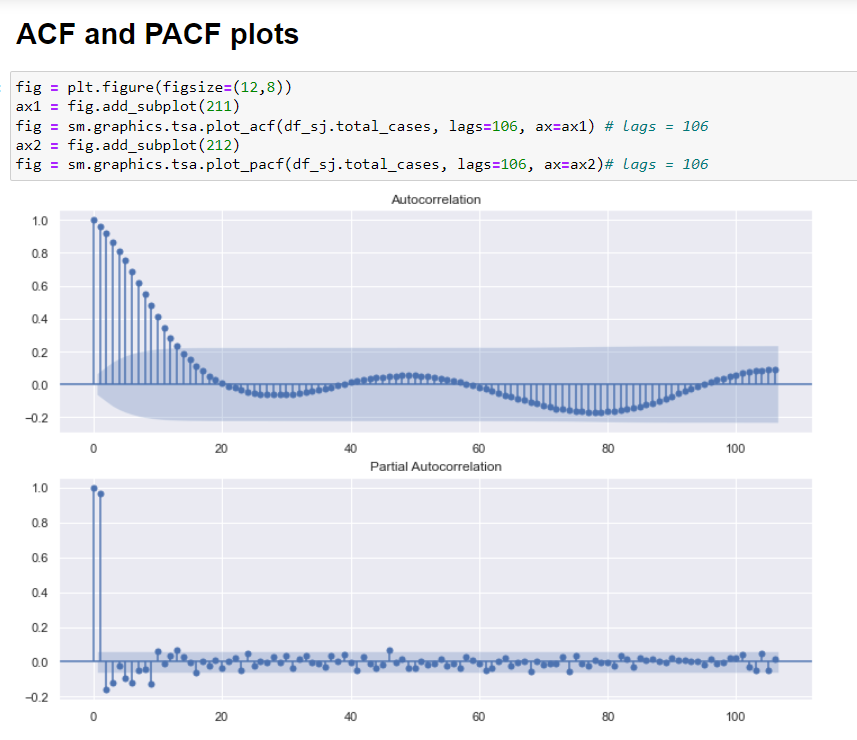 ACF and PACF plots
fig = plt.figure(figsize=(12,8))
ax1 = fig.add_subplot(211)
fig = sm.graphics.tsa.plot_acf(df_sj.total_cases, lags=106, ax=ax1) # lags = 106
ax2 = fig.add_subplot(212)
fig = sm.graphics.tsa.plot_pacf(df_sj.total_cases, lags=106, ax=ax2)# lags = 106
Autocorrelation
1.0
0.8
0.6
0.4
0.2
0.0
−0.2
0 20 40 60 80 100
Partial Autocorrelation
1.0
0.8
0.6
0.4
0.2
0.0
−0.2
0 20 40 60 80 100